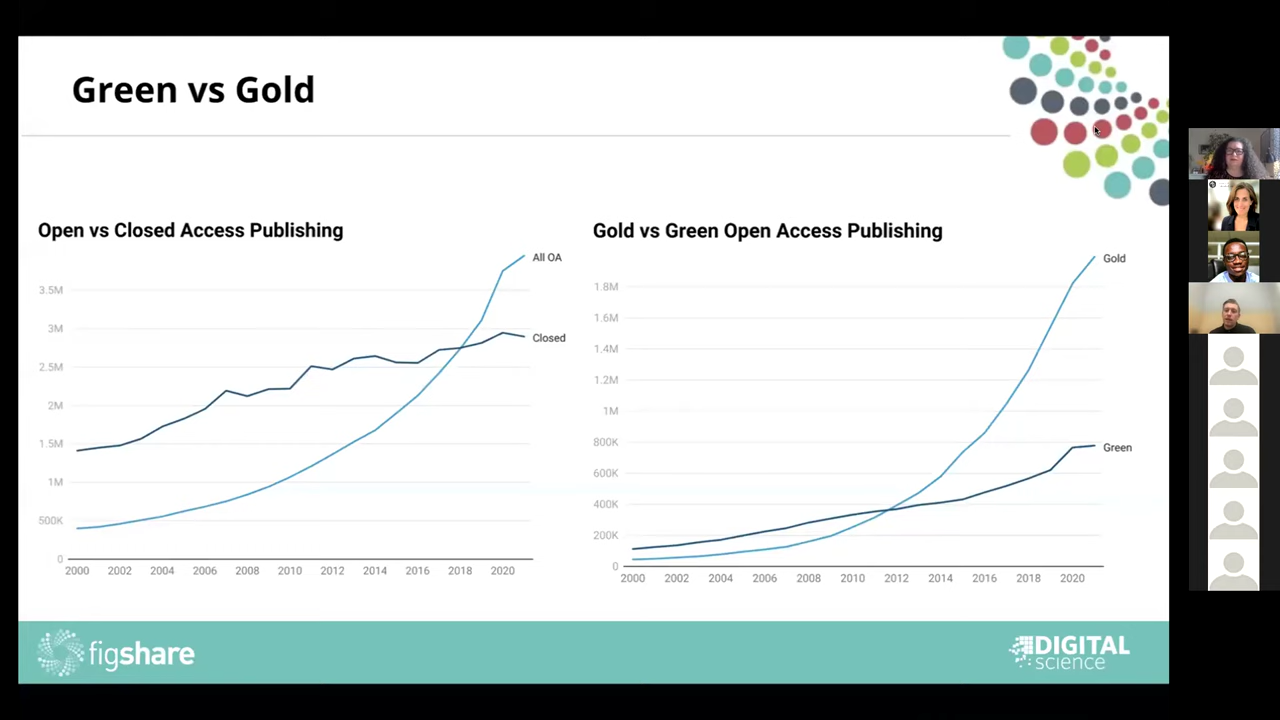 Green vs Gold
Open vs Closed Access Publishing
All OA
3.5M
3M
Closed
2.5M
2M
1.5M
1M
500K
0
2000 2002 2004 2006 2008 2010 2012 2014 2016 2018 2020
Gold vs Green Open Access Publishing
Gold
1.8M
1.6M
1.4M
1.2M
1M
800K
Green
600K
400K
200K
0
2000 2002 2004 2006 2008 2010 2012 2014 2016 2018 2020
figshare
DIGITAL
science